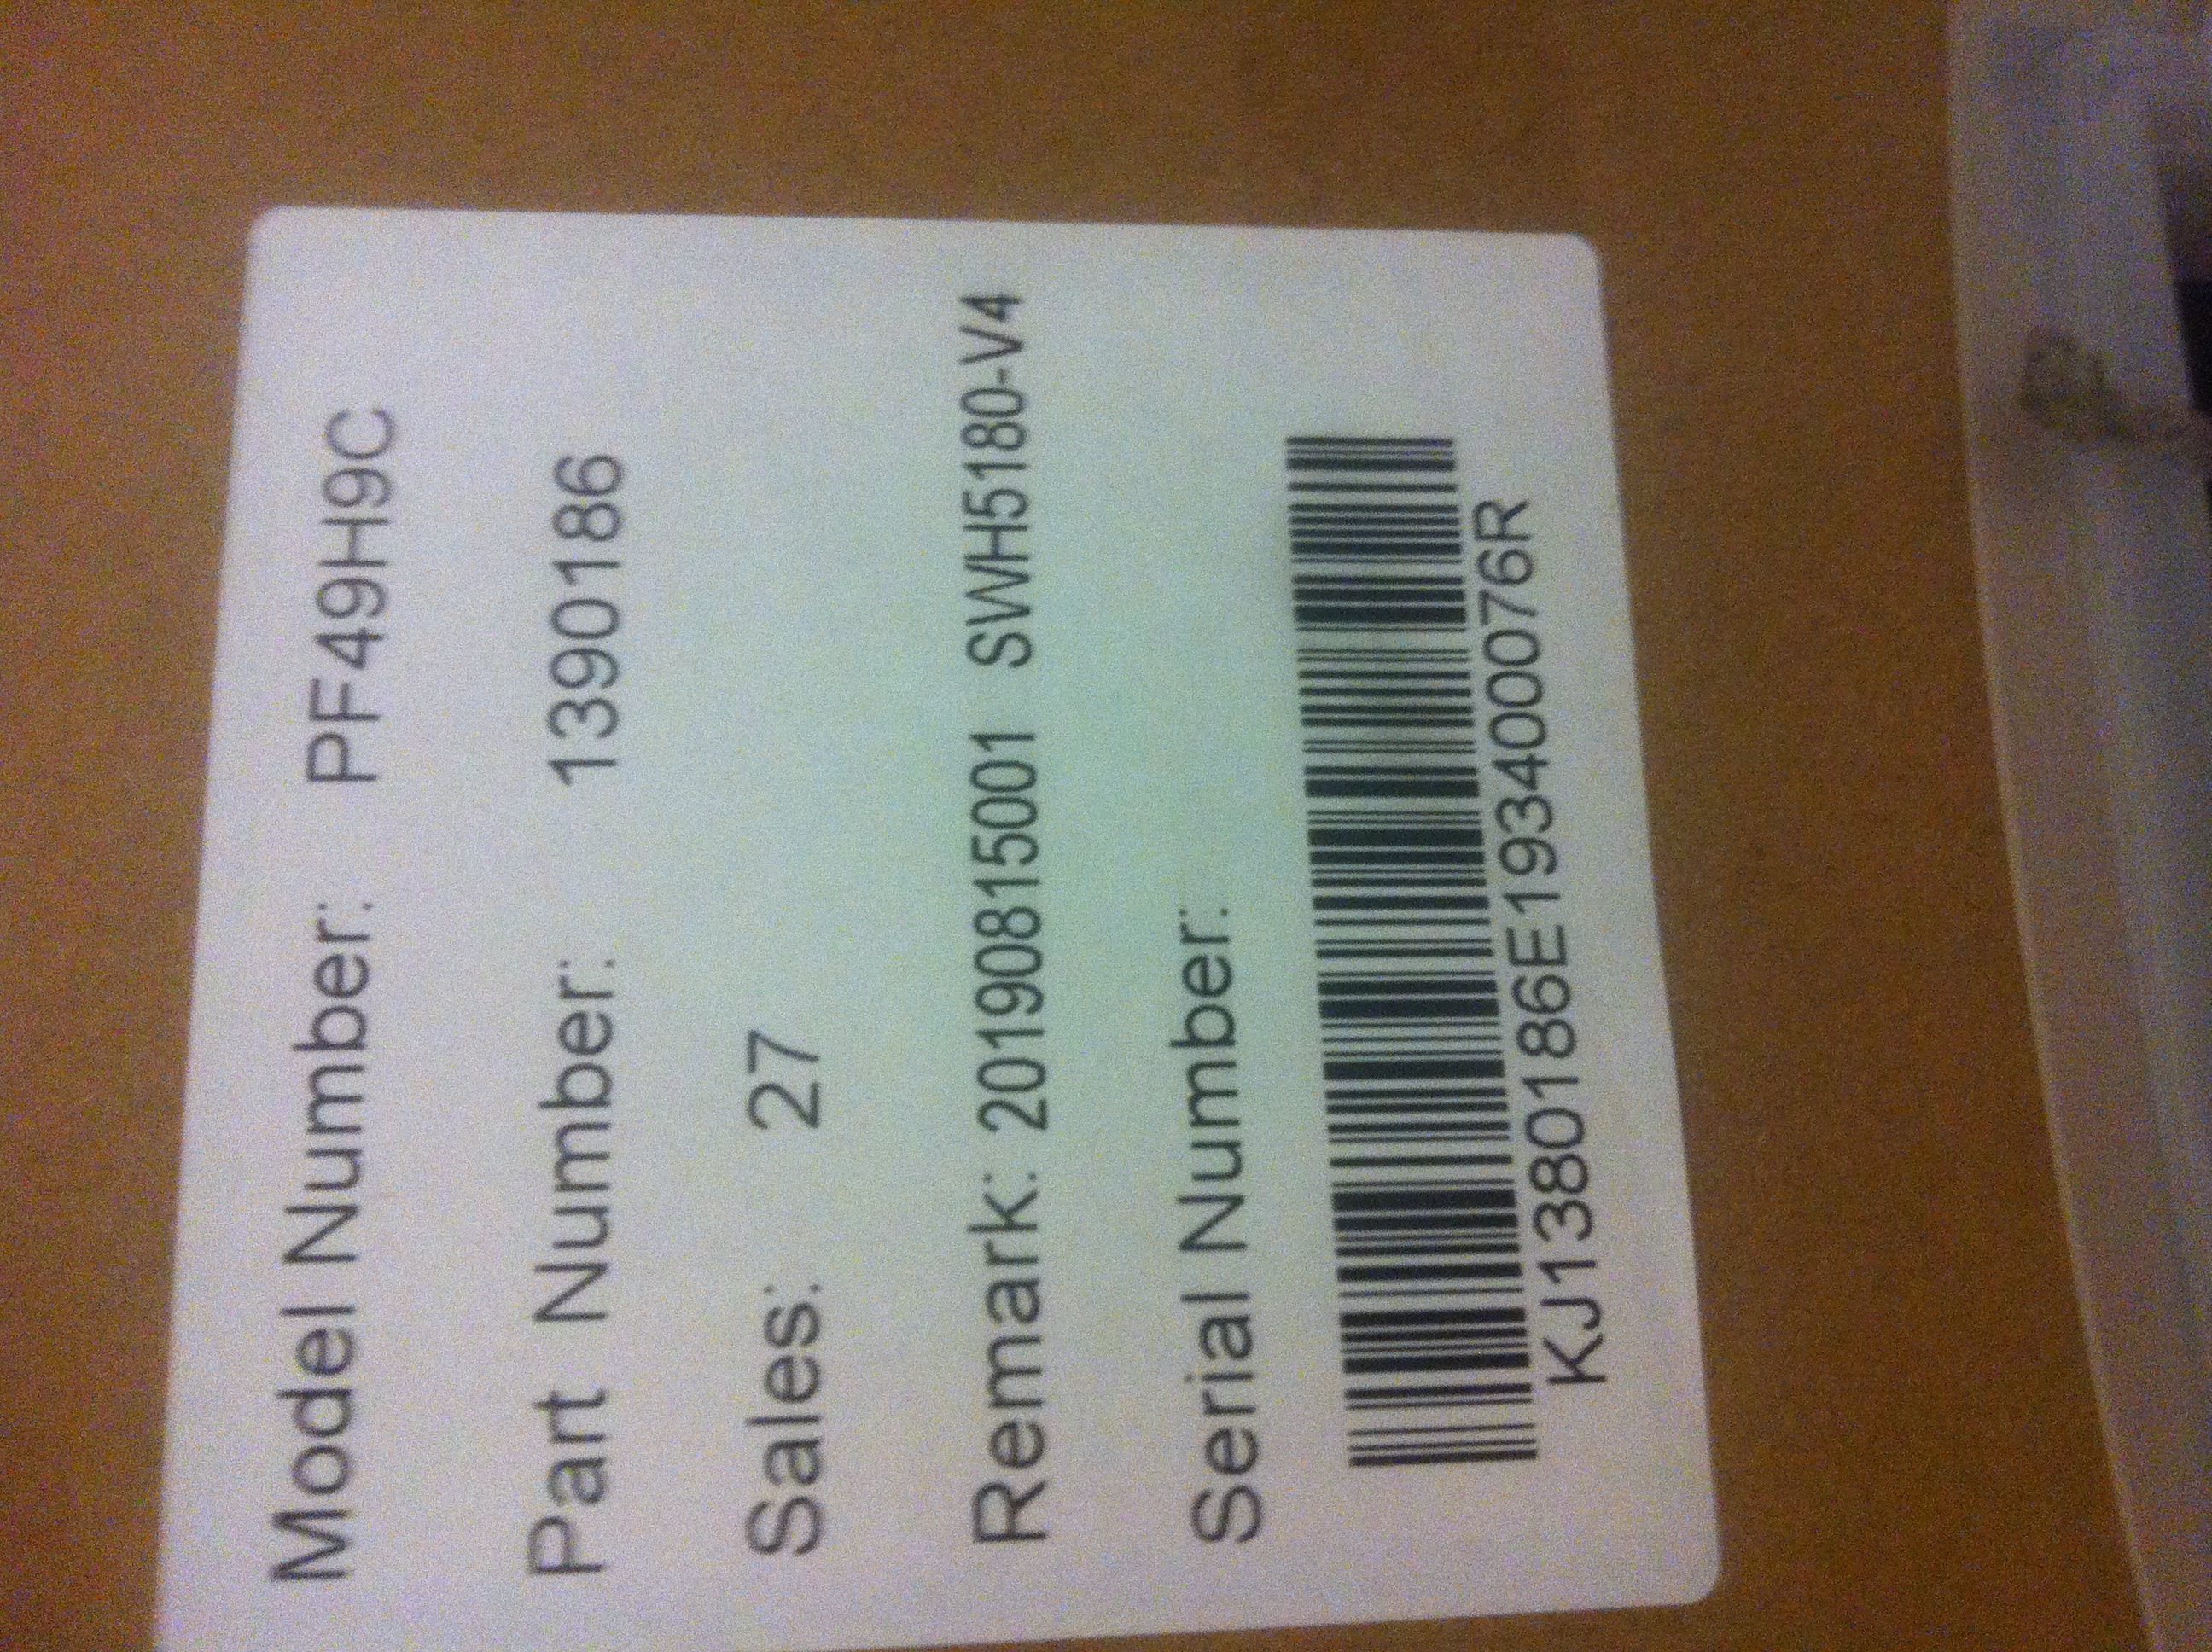 Model Number: PF49H9C
Part Number: 1390186
Sales: 27
Remark: 20190815001 SWH5180-V4
Serial Number:
KJ1380186E193400076R